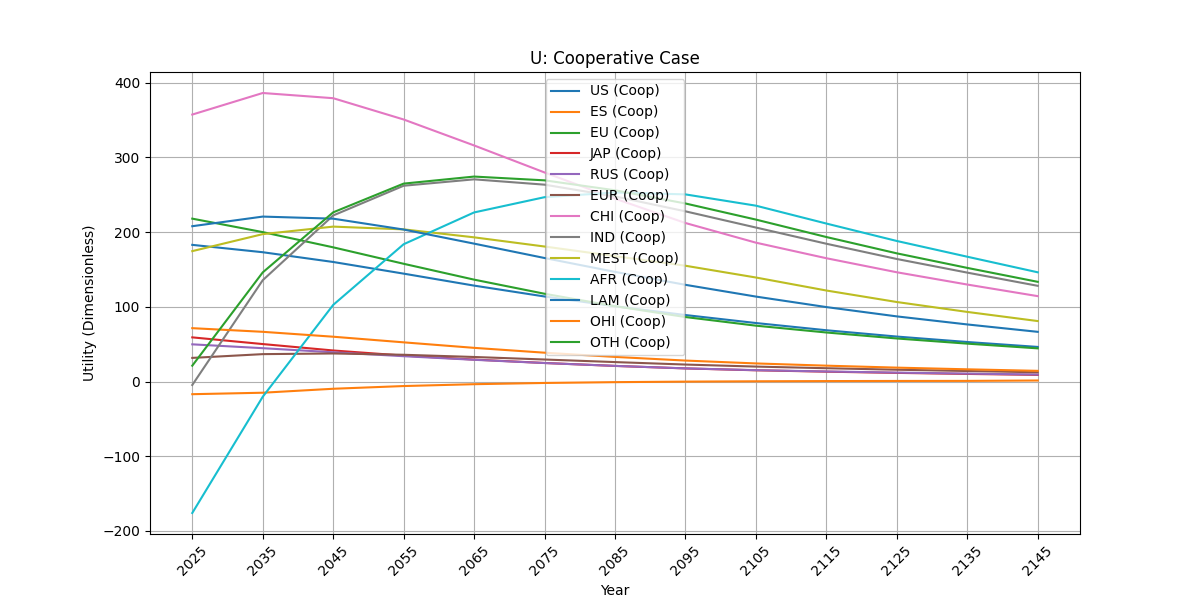 U: Cooperative Case
Utility (Dimensionless)
400
300
200
100
0
−100
−200
US (Coop)
ES (Coop)
EU (Coop)
JAP (Coop)
RUS (Coop)
EUR (Coop)
CHI (Coop)
IND (Coop)
MEST (Coop)
AFR (Coop)
LAM (Coop)
OHI (Coop)
OTH (Coop)
2025
2035
2045
2055
2065
2075
2085
2095
2105
2115
2125
2135
2145
Year